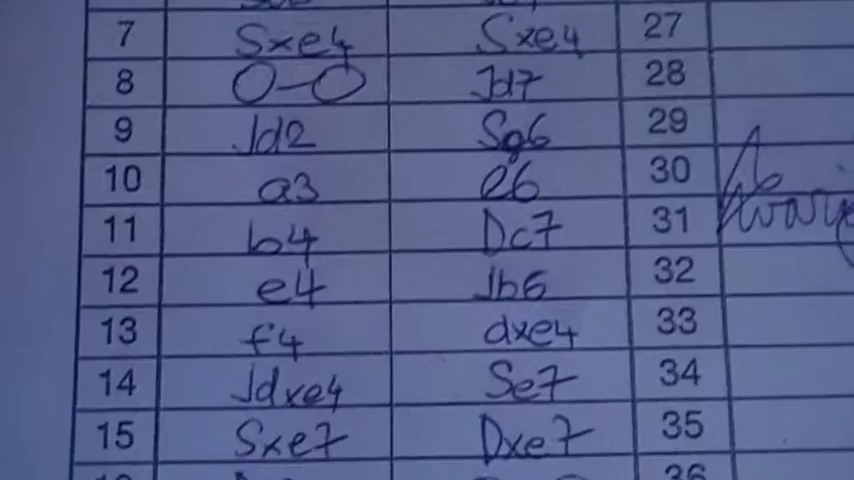 7 Sxe4 Sxe4 27
8 0-0 Jd7 28
9 Jd2 Sg6 29
10 a3 e6 30
11 b4 Dc7 31
12 e4 Jb6 32
13 f4 dxe4 33
14 Jdxe4 Se7 34
15 Sxe7 Dxe7 35
36